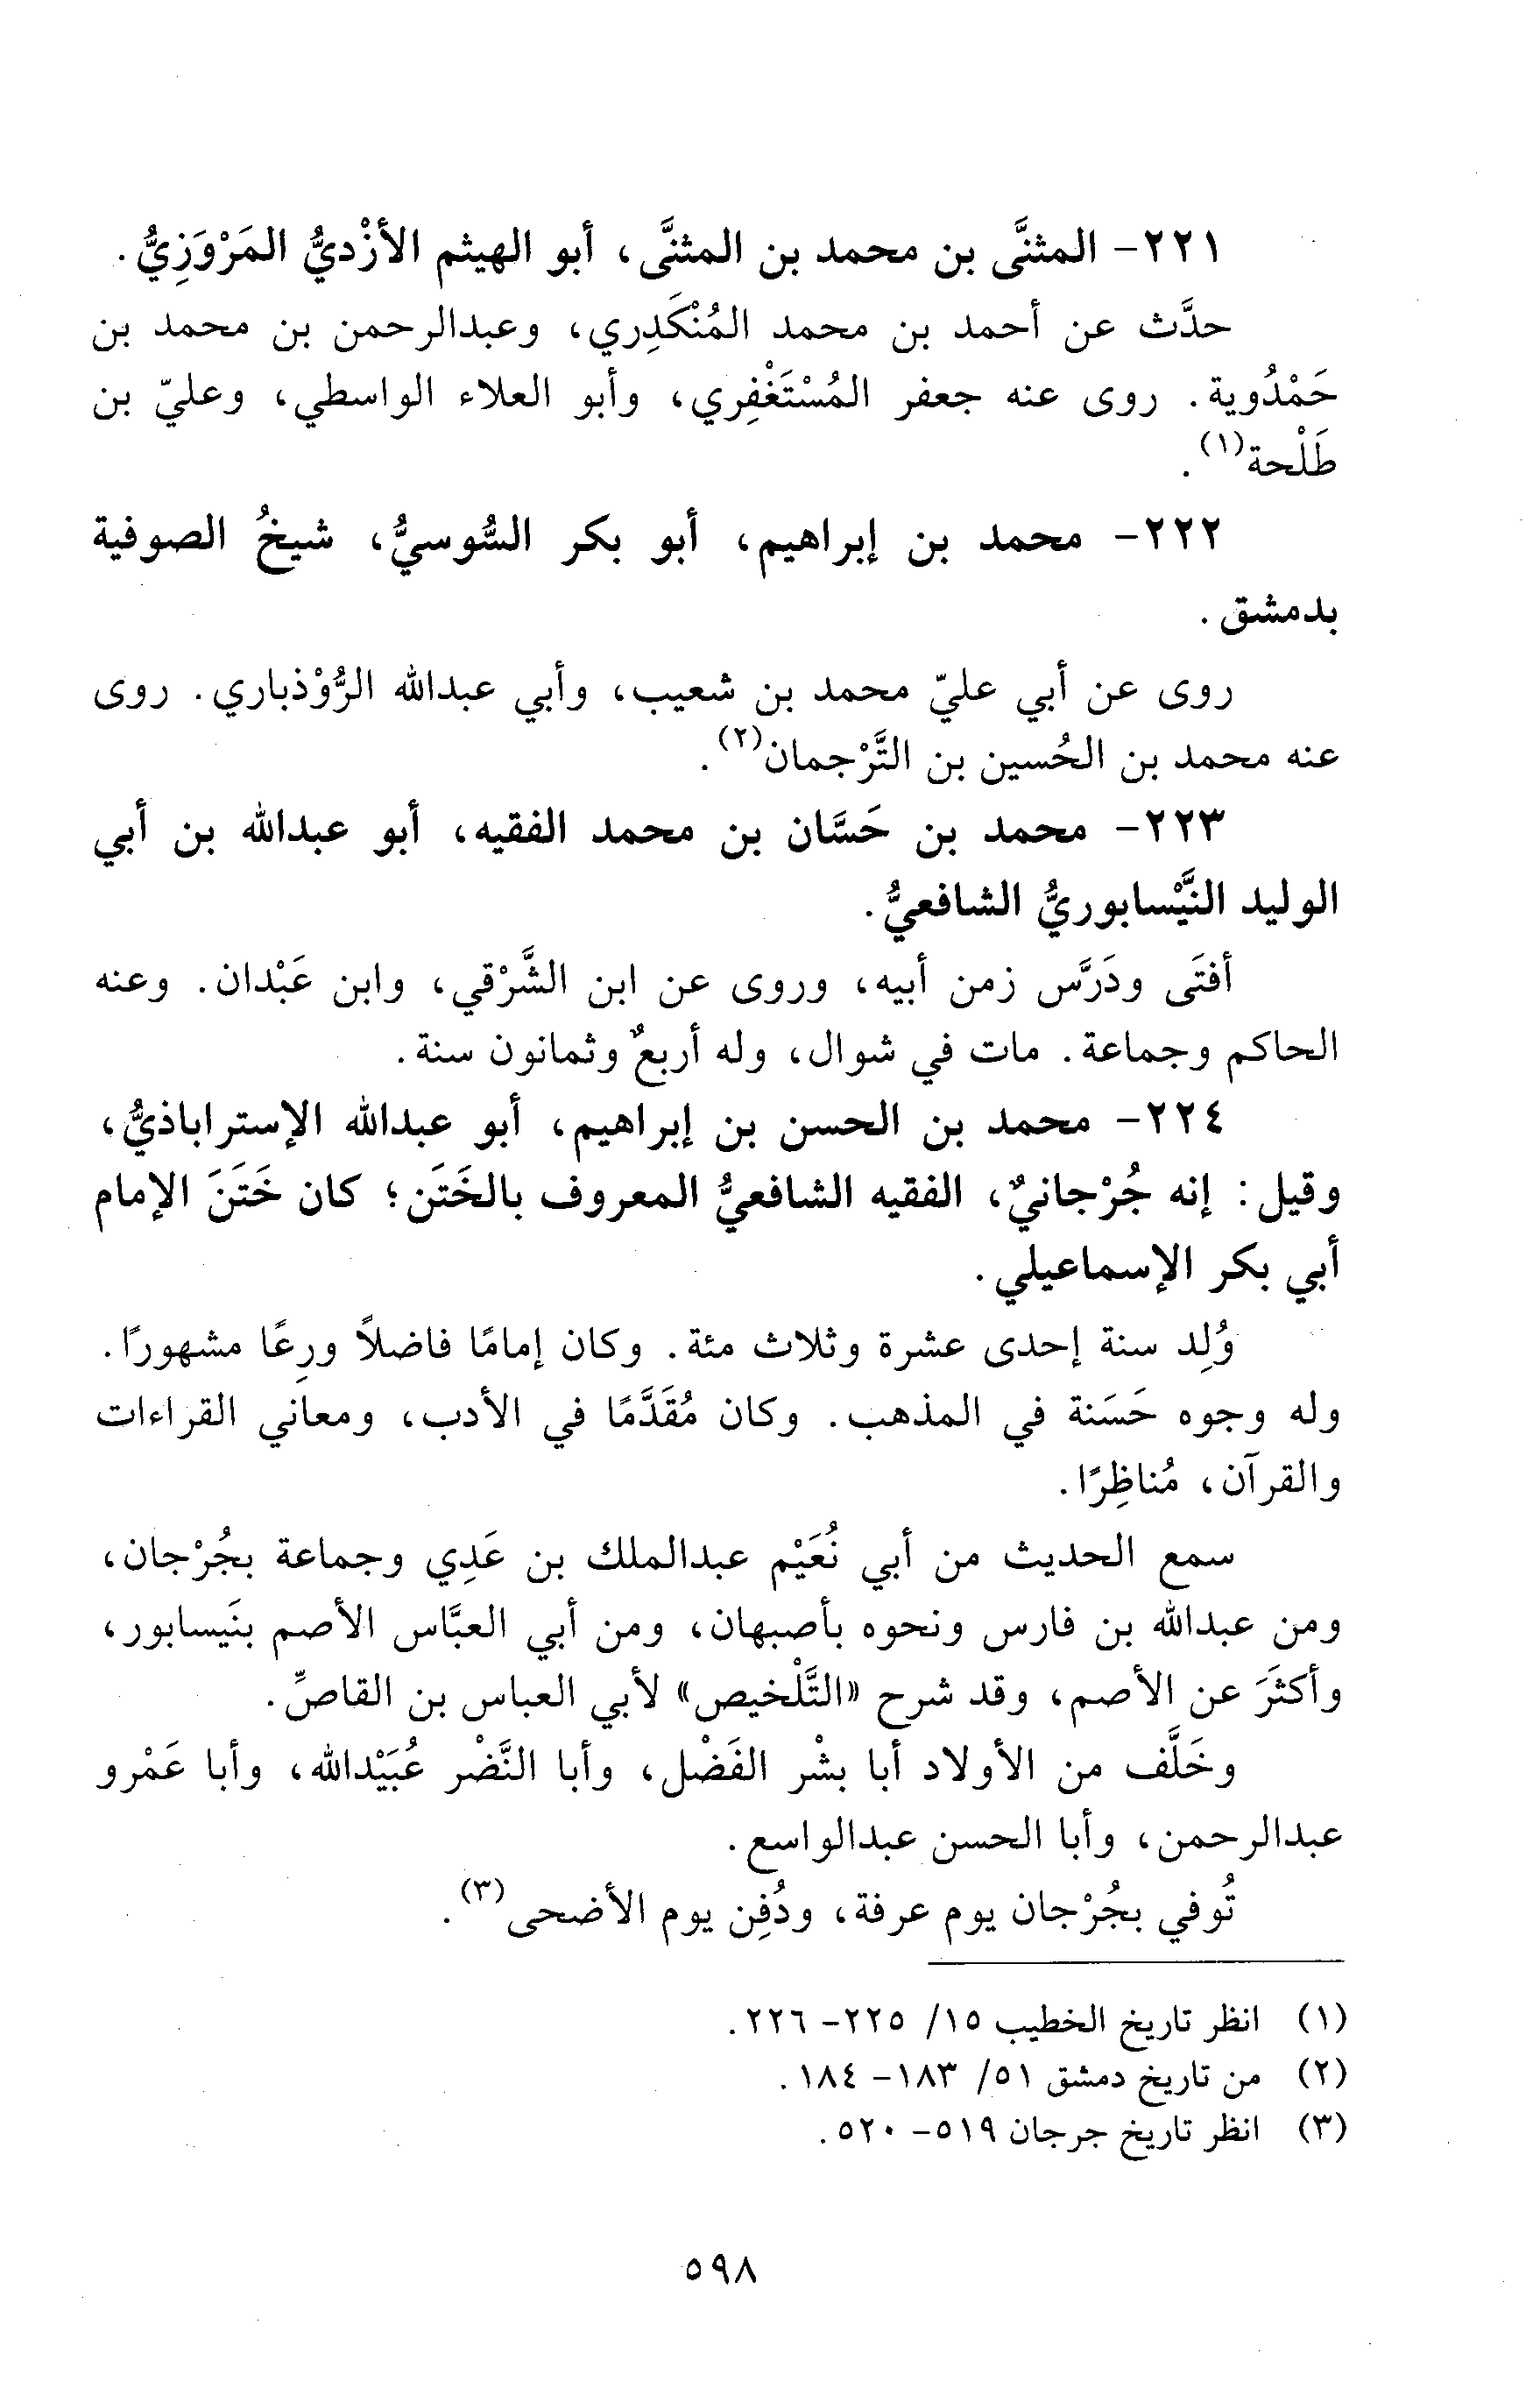 ٢٢١- المثنَّى بن محمد بن المثنَّى، أبو الهيثم الأزْديُّ المَرْوَزِيُّ.
حدَّث عن أحمد بن محمد المُنْكَدِري، وعبدالرحمن بن محمد بن
حَمْدُوية. روى عنه جعفر المُسْتَغْفِري، وأبو العلاء الواسطي، وعليّ بن
طَلْحة(١).
٢٢٢- محمد بن إبراهيم، أبو بكر السُّوسيُّ، شيخُ الصوفية
بدمشق.
روى عن أبي عليّ محمد بن شعيب، وأبي عبدالله الرُّوْذباري. روى
عنه محمد بن الحُسين بن التَّرْجمان(٢).
٢٢٣- محمد بن حَسَّان بن محمد الفقيه، أبو عبدالله بن أبي
الوليد النَّيْسابوريُّ الشافعيُّ.
أفتَى ودَرَّس زمن أبيه، وروى عن ابن الشَّرْقي، وابن عَبْدان. وعنه
الحاكم وجماعة. مات في شوال، وله أربعٌ وثمانون سنة.
٢٢٤- محمد بن الحسن بن إبراهيم، أبو عبدالله الإستراباذيُّ،
وقيل: إنه جُرْجانيٌ، الفقيه الشافعيُّ المعروف بالخَتَن؛ كان خَتَنَ الإمام
أبي بكر الإسماعيلي.
وُلِد سنة إحدى عشرة وثلاث مئة. وكان إمامًا فاضلاً ورِعًا مشهورًا.
وله وجوه حَسَنة في المذهب. وكان مُقَدَّمًا في الأدب، ومعاني القراءات
والقرآن، مُناظِرًا.
سمع الحديث من أبي نُعَيْم عبدالملك بن عَدِي وجماعة بجُرْجان،
ومن عبدالله بن فارس ونحوه بأصبهان، ومن أبي العبَّاس الأصم بنَيسابور،
وأكثَرَ عن الأصم، وقد شرح «التَّلْخيص» لأبي العباس بن القاصِّ.
وخَلَّف من الأولاد أبا بشْر الفَضْل، وأبا النَّضْر عُبَيْدالله، وأبا عَمْرو
عبدالرحمن، وأبا الحسن عبدالواسع.
تُوفي بجُرْجان يوم عرفة، ودُفِن يوم الأضحى(٣).
(١) انظر تاريخ الخطيب ١٥/ ٢٢٥- ٢٢٦.
(٢) من تاريخ دمشق ٥١/ ١٨٣- ١٨٤.
(٣) انظر تاريخ جرجان ٥١٩- ٥٢٠.
٥٩٨